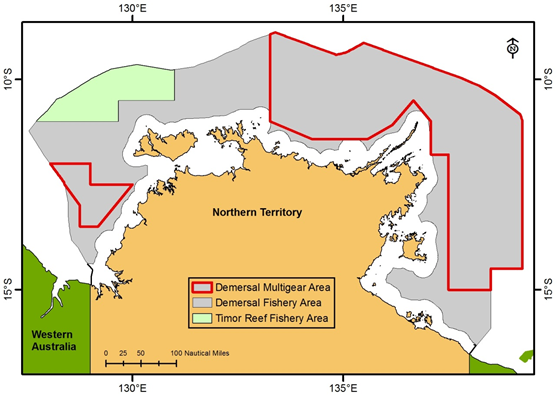 130°E 135°E
N
10°S 10°S
Northern Territory
Demersal Multigear Area
Demersal Fishery Area
Timor Reef Fishery Area
15°S 15°S
Western
Australia
0 25 50 100 Nautical Miles
130°E 135°E